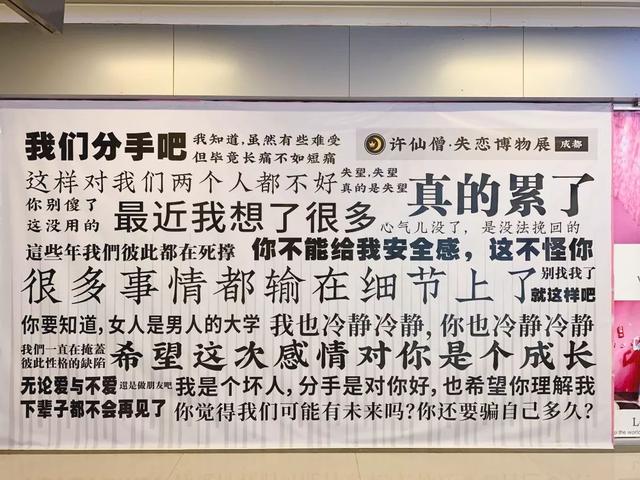 我们分手吧
我知道,虽然有些难受
但毕竟长痛不如短痛
许仙僧·失恋博物展 成都
这样对我们两个人都不好
失望,失望
真的是失望
真的累了
你别傻了
这没用的
最近我想了很多
心气儿没了，是没法挽回的
這些年我們彼此都在死撐
你不能给我安全感，这不怪你
很多事情都输在细节上了
别找我了
就这样吧
你要知道,女人是男人的大学
我也冷静冷静,你也冷静冷静
我們一直在掩蓋
彼此性格的缺陷
希望这次感情对你是个成长
无论爱与不爱
下辈子都不会再见了
還是做朋友吧
我是个坏人,分手是对你好,也希望你理解我
你觉得我们可能有未来吗?你还要骗自己多久?